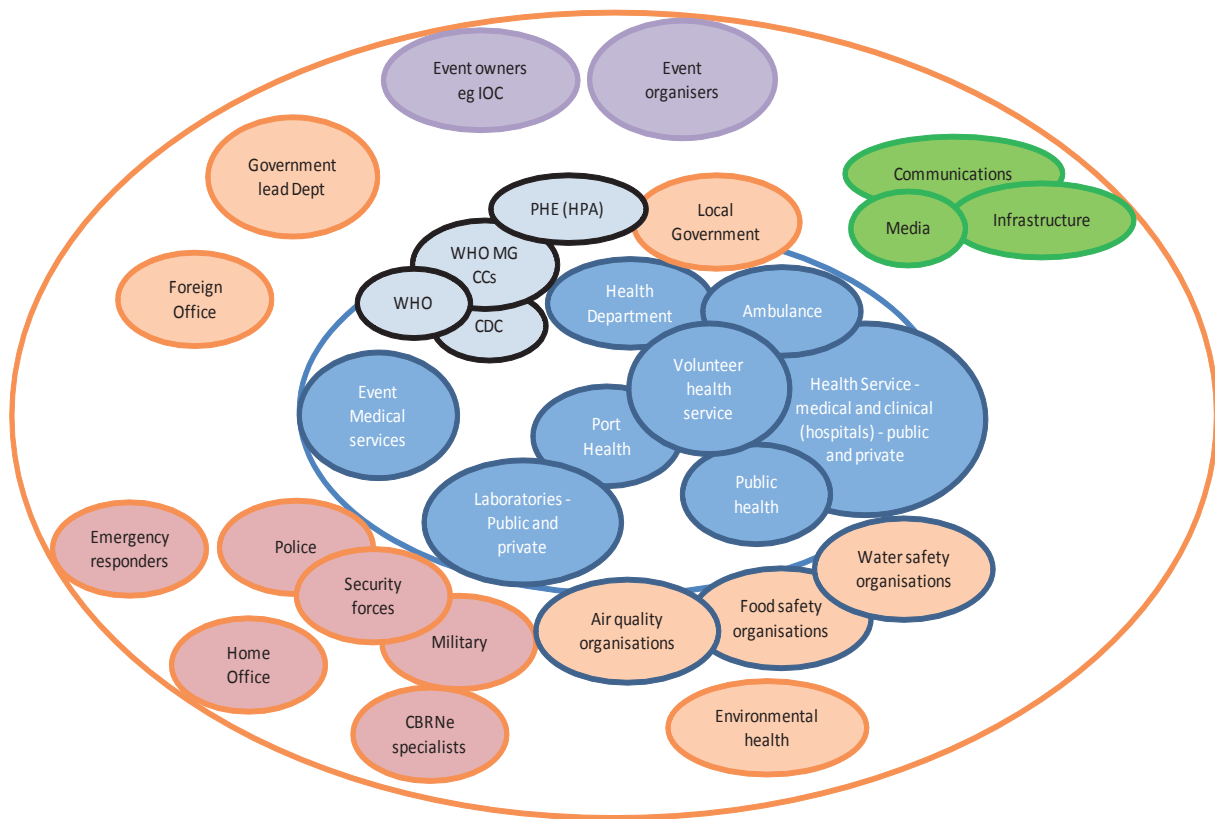 Event owners
eg IOC
Event
organisers
Government
lead Dept
Communications
Media
Infrastructure
PHE (HPA)
Local
Government
WHO MG
CCs
WHO
CDC
Foreign
Office
Health
Department
Ambulance
Volunteer
health
service
Health Service -
medical and clinical
(hospitals) - public
and private
Event
Medical
services
Port
Health
Public
health
Laboratories -
Public and
private
Emergency
responders
Police
Security
forces
Military
Home
Office
CBRNe
specialists
Air quality
organisations
Food safety
organisations
Water safety
organisations
Environmental
health